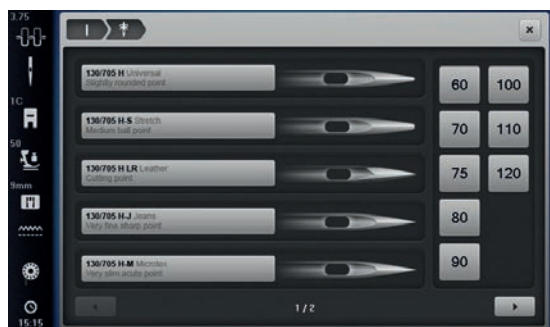 3.75
1C
50
9mm
15:15
130/705 H Universal
Slightly rounded point
130/705 H-S Stretch
Medium ball point
130/705 H LR Leather
Cutting point
130/705 H-J Jeans
Very fine sharp point
130/705 H-M Microtex
Very slim acute point
60 100
70 110
75 120
80
90
1/2